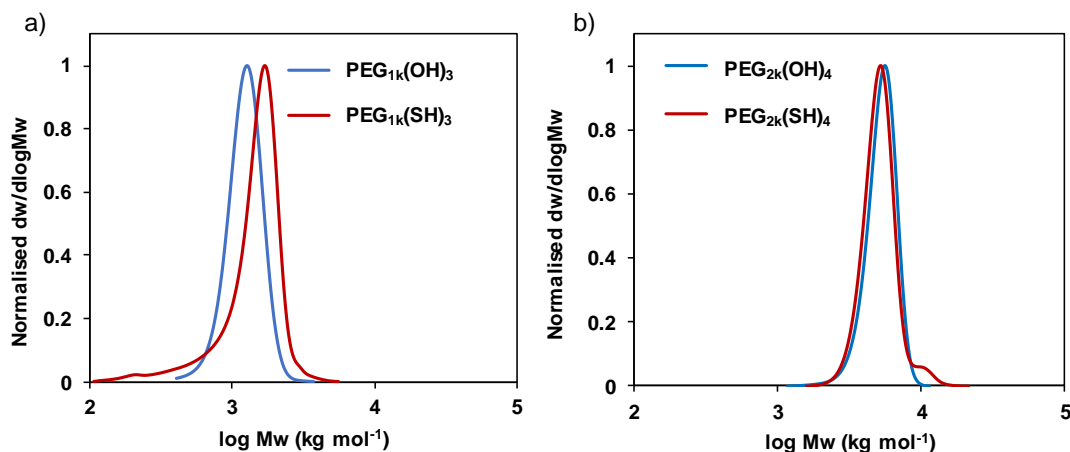 a)
Normalised dw/dlogMw
1
0.8
0.6
0.4
0.2
0
2
3
4
5
log Mw (kg mol⁻¹)
PEG₁ₖ(OH)₃
PEG₁ₖ(SH)₃
b)
Normalised dw/dlogMw
1
0.8
0.6
0.4
0.2
0
2
3
4
5
log Mw (kg mol⁻¹)
PEG₂ₖ(OH)₄
PEG₂ₖ(SH)₄